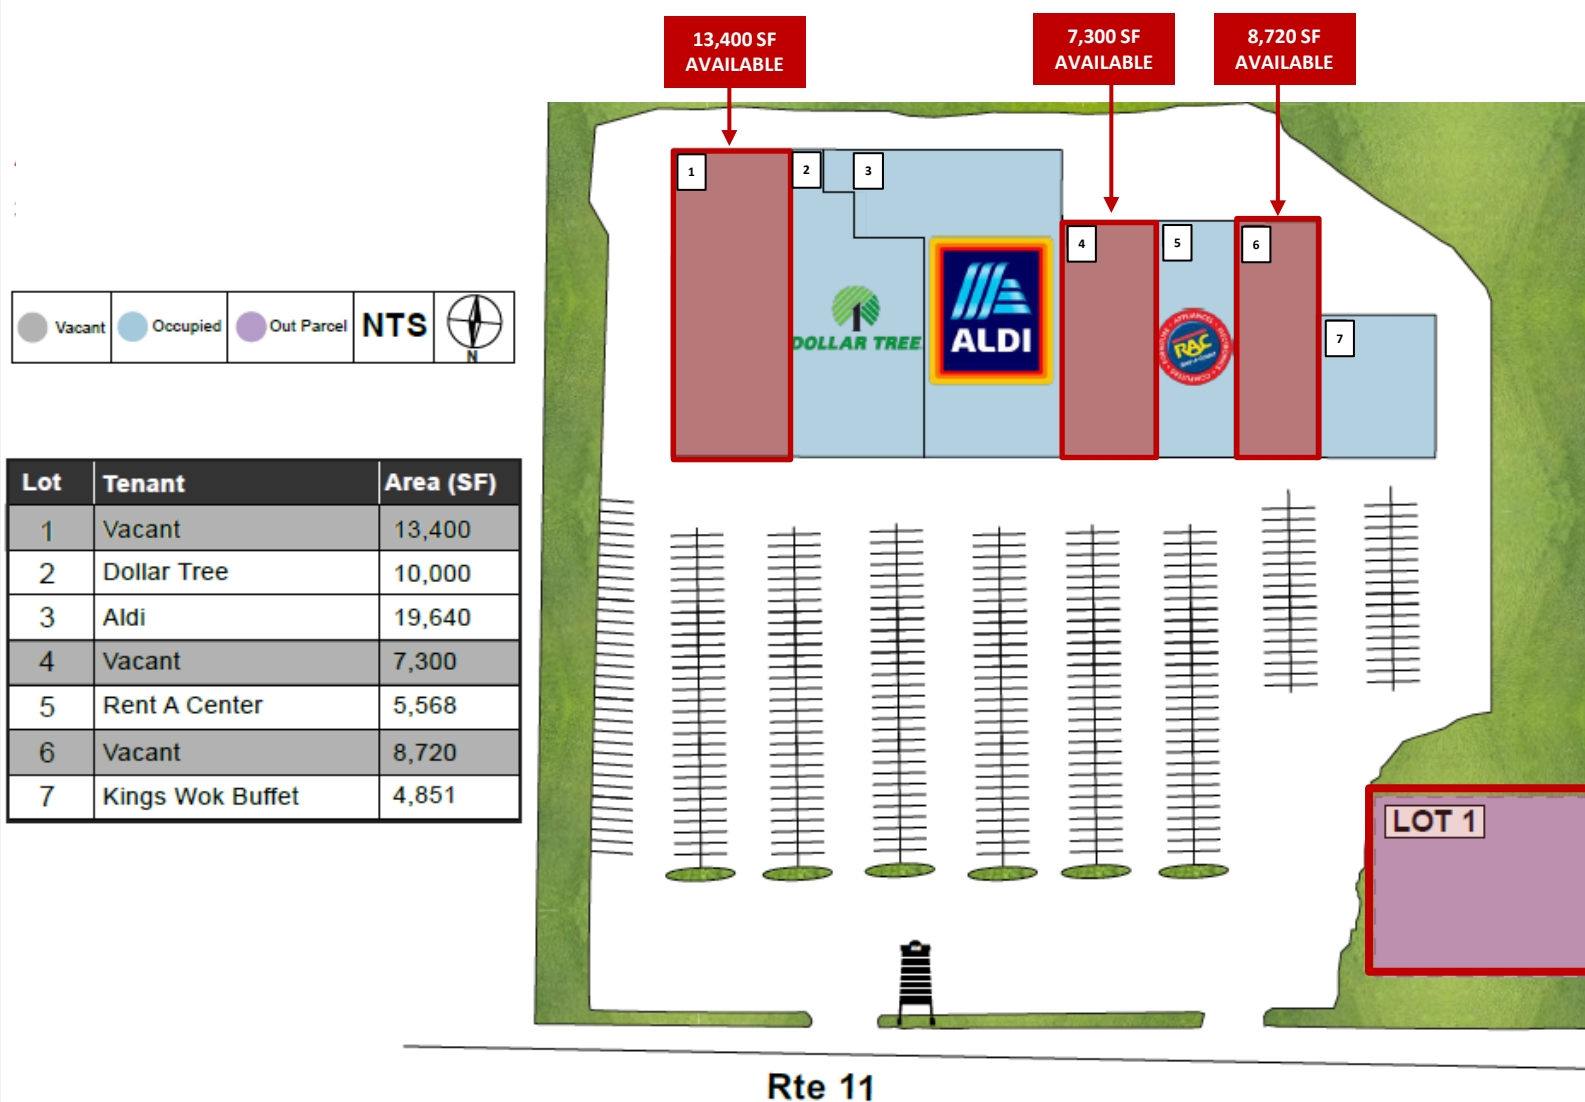 13,400 SF
AVAILABLE
7,300 SF
AVAILABLE
8,720 SF
AVAILABLE
1
2
3
4
5
6
7
DOLLAR TREE
ALDI
RAC
Vacant
Occupied
Out Parcel
NTS
N
Lot Tenant Area (SF)
1 Vacant 13,400
2 Dollar Tree 10,000
3 Aldi 19,640
4 Vacant 7,300
5 Rent A Center 5,568
6 Vacant 8,720
7 Kings Wok Buffet 4,851
LOT 1
Rte 11